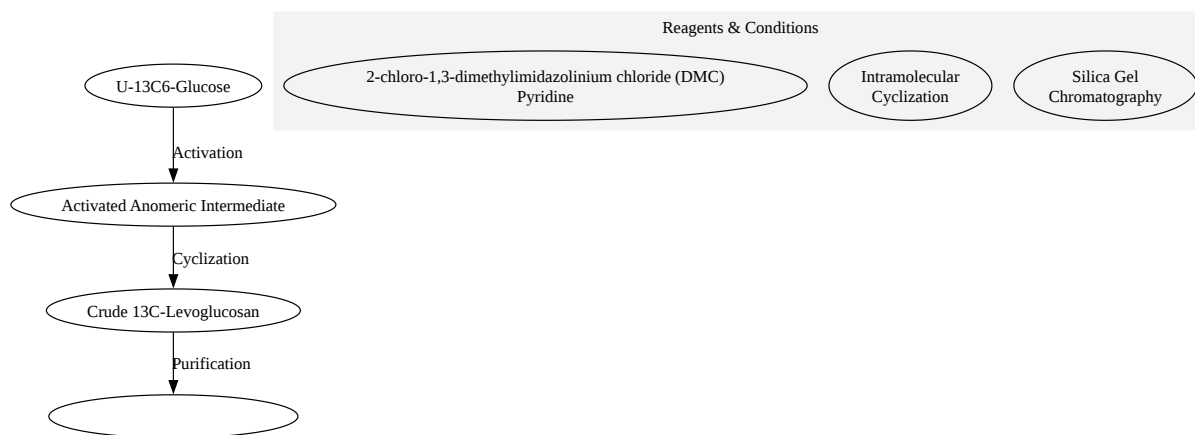 Reagents & Conditions
U-13C6-Glucose
2-chloro-1,3-dimethylimidazolinium chloride (DMC)
Pyridine
Intramolecular
Cyclization
Silica Gel
Chromatography
Activation
Activated Anomeric Intermediate
Cyclization
Crude 13C-Levoglucosan
Purification